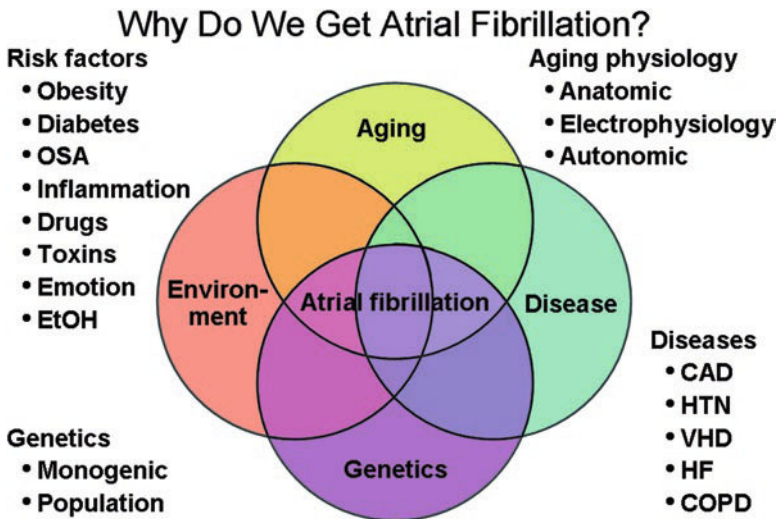 Why Do We Get Atrial Fibrillation?
Risk factors
• Obesity
• Diabetes
• OSA
• Inflammation
• Drugs
• Toxins
• Emotion
• EtOH
Aging physiology
• Anatomic
• Electrophysiology
• Autonomic
Aging
Environ-
ment
Atrial fibrillation
Disease
Genetics
Genetics
• Monogenic
• Population
Diseases
• CAD
• HTN
• VHD
• HF
• COPD